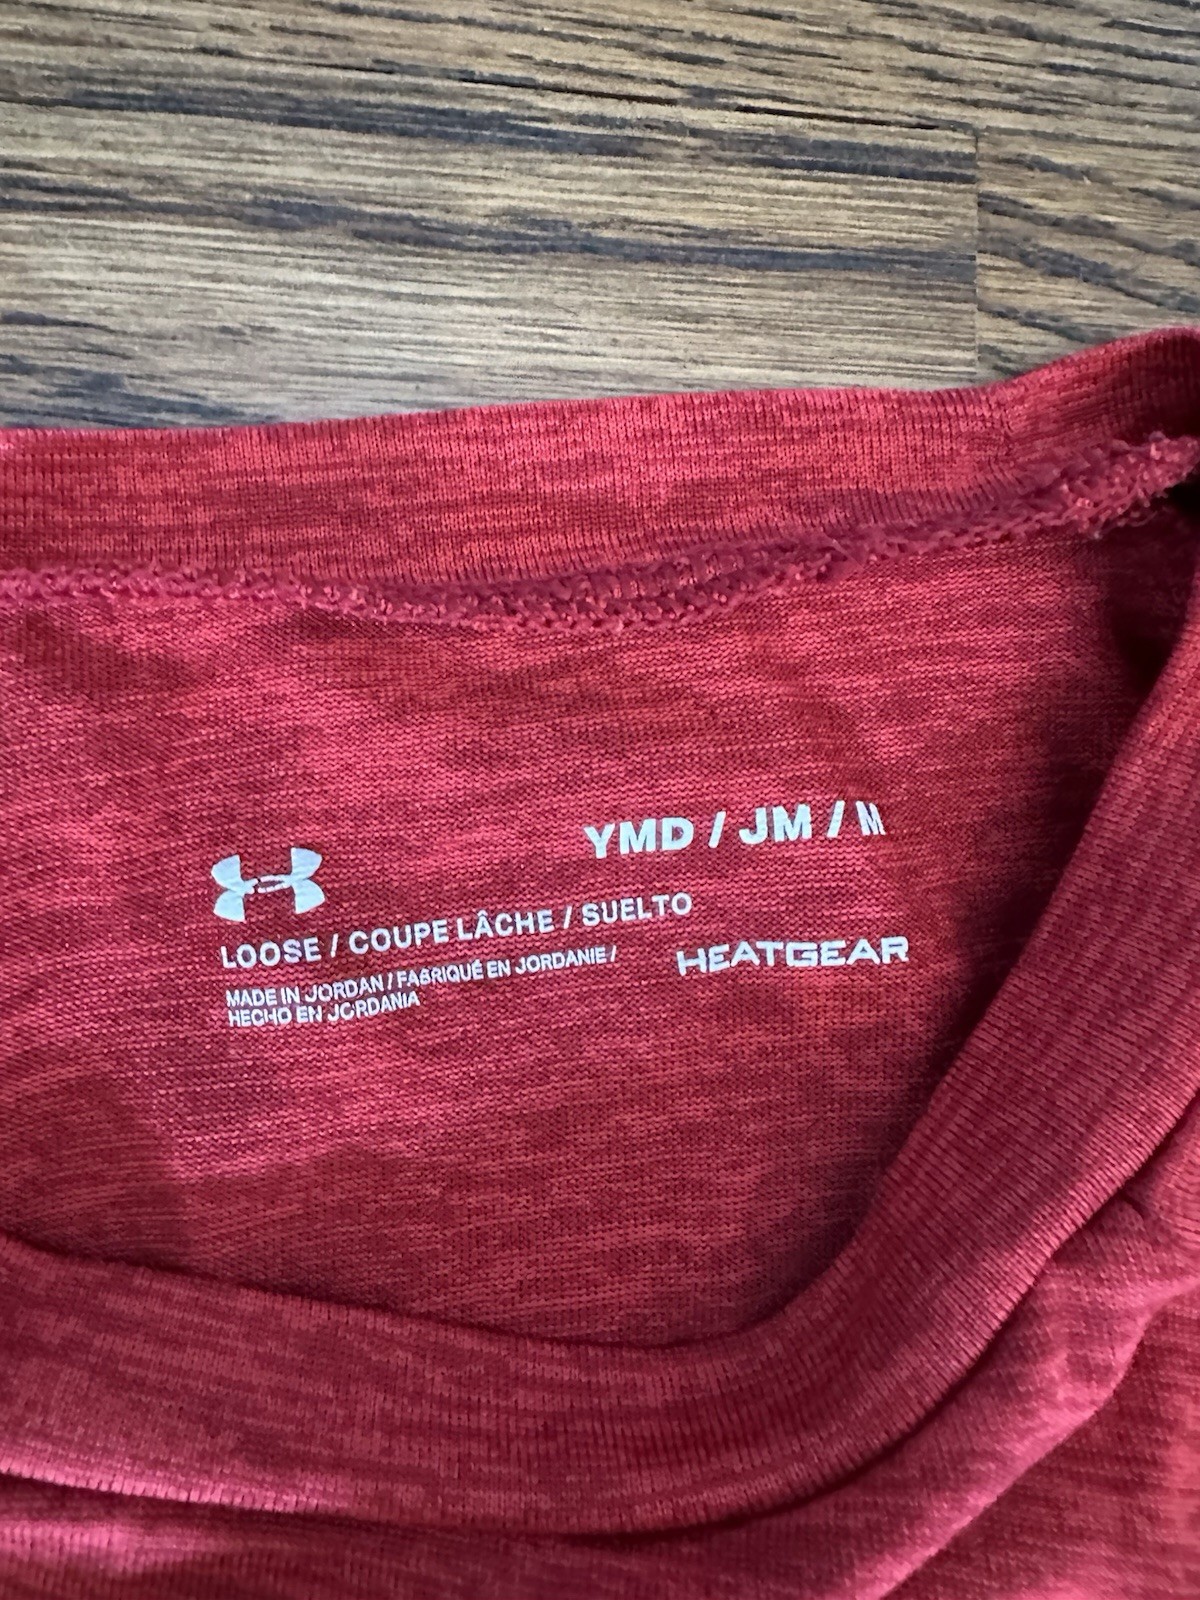 YMD / JM / M
LOOSE / COUPE LÂCHE / SUELTO
MADE IN JORDAN / FABRIQUÉ EN JORDANIE /
HECHO EN JORDANIA
HEATGEAR